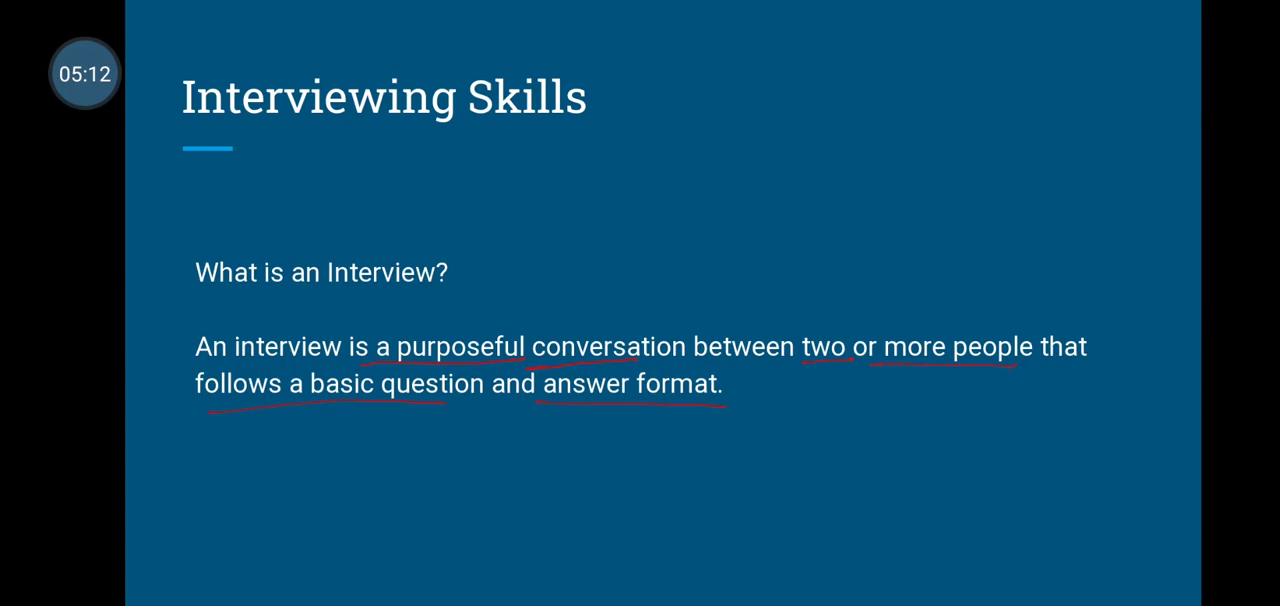 05:12
Interviewing Skills
What is an Interview?
An interview is a purposeful conversation between two or more people that
follows a basic question and answer format.